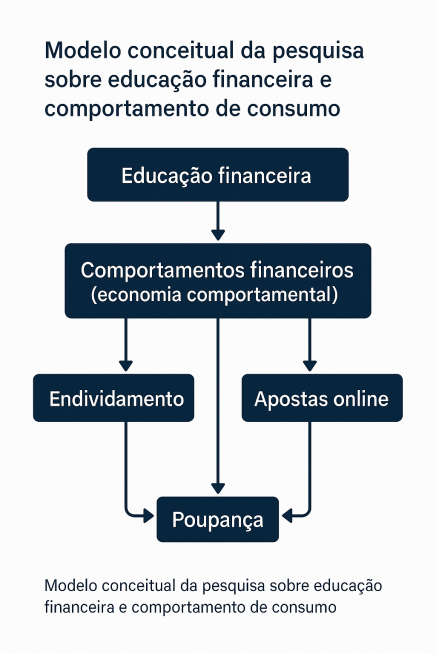 Modelo conceitual da pesquisa
sobre educação financeira e
comportamento de consumo
Educação financeira
Comportamentos financeiros
(economia comportamental)
Endividamento
Apostas online
Poupança
Modelo conceitual da pesquisa sobre educação
financeira e comportamento de consumo